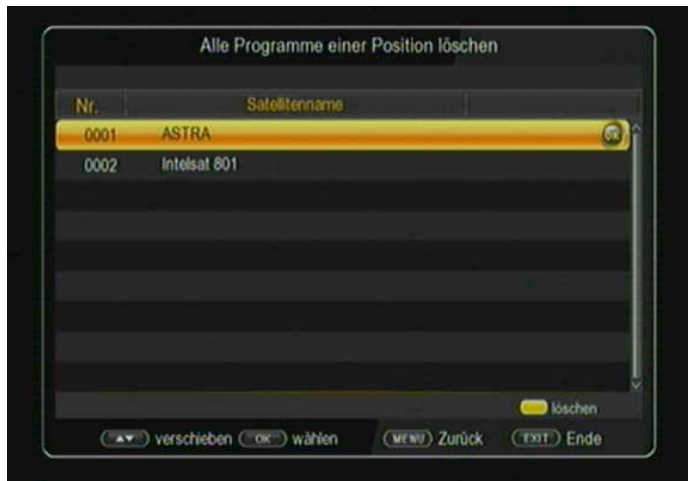 Alle Programme einer Position löschen
Nr. Satellitenname
0001 ASTRA OK
0002 Intelsat 801
löschen
verschieben OK wählen MENU Zurück EXIT Ende